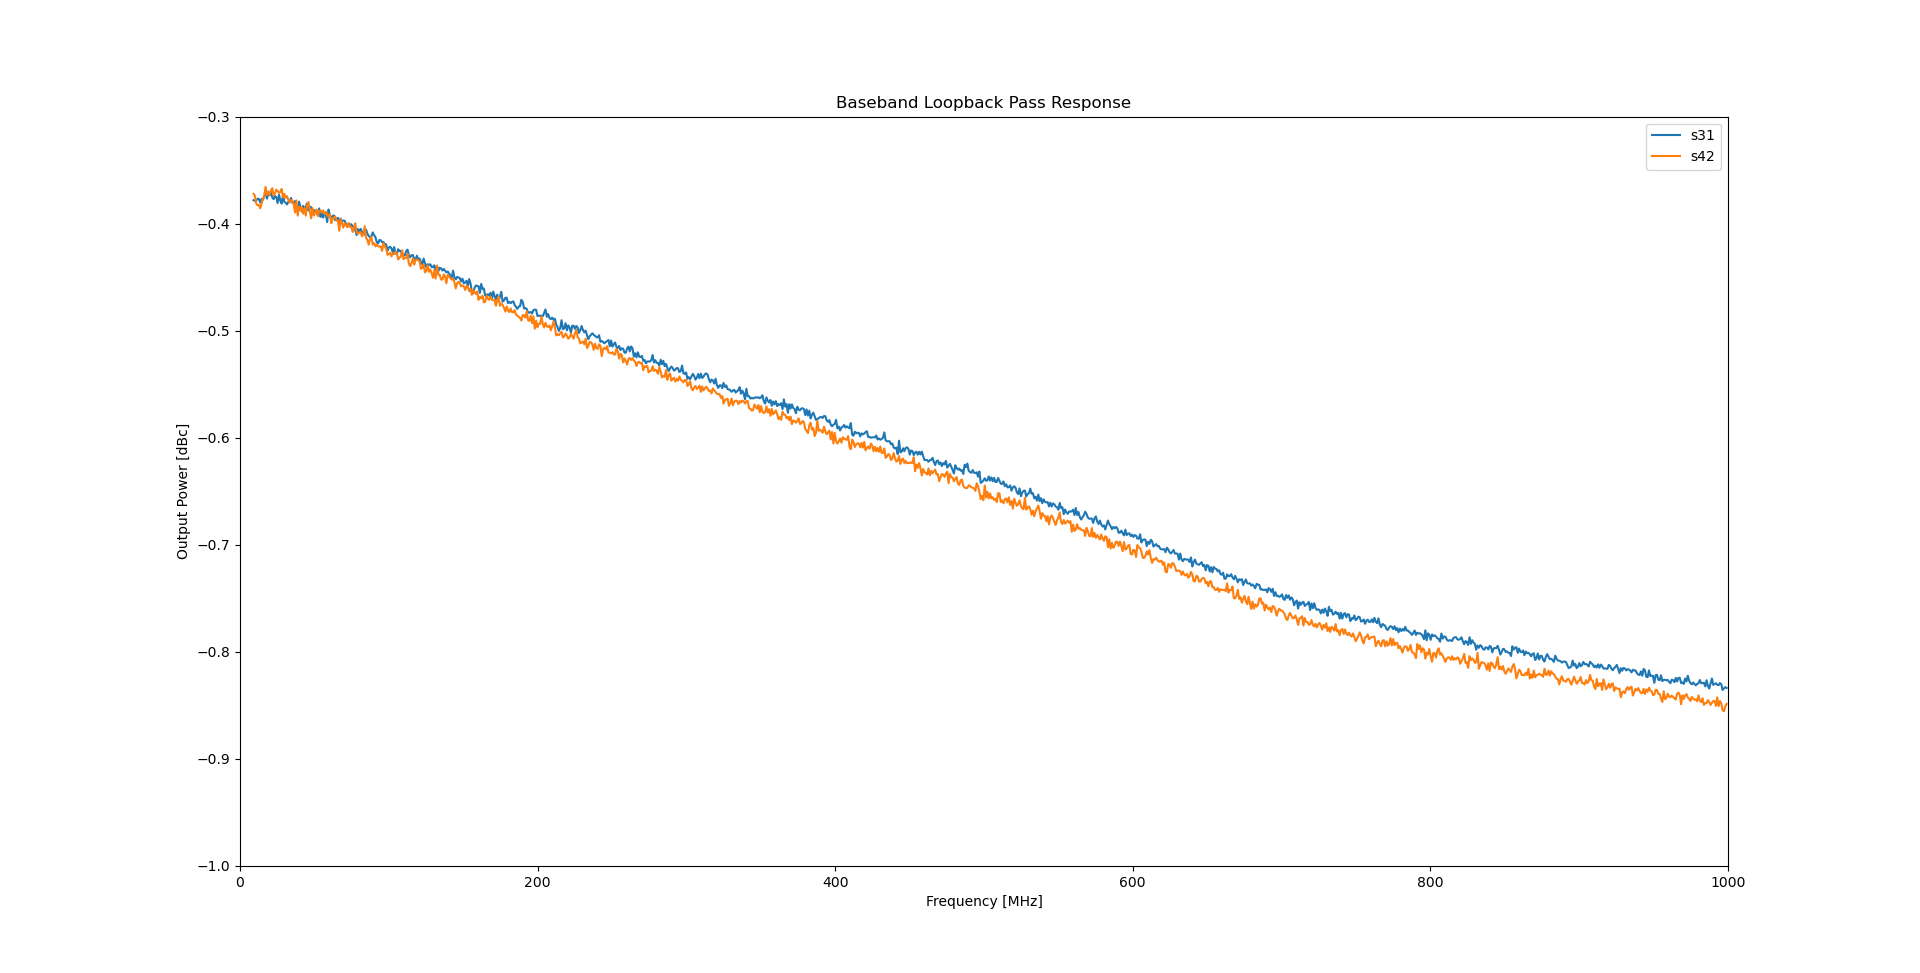 Baseband Loopback Pass Response
s31
s42
Output Power [dBc]
−0.3
−0.4
−0.5
−0.6
−0.7
−0.8
−0.9
−1.0
0 200 400 600 800 1000
Frequency [MHz]